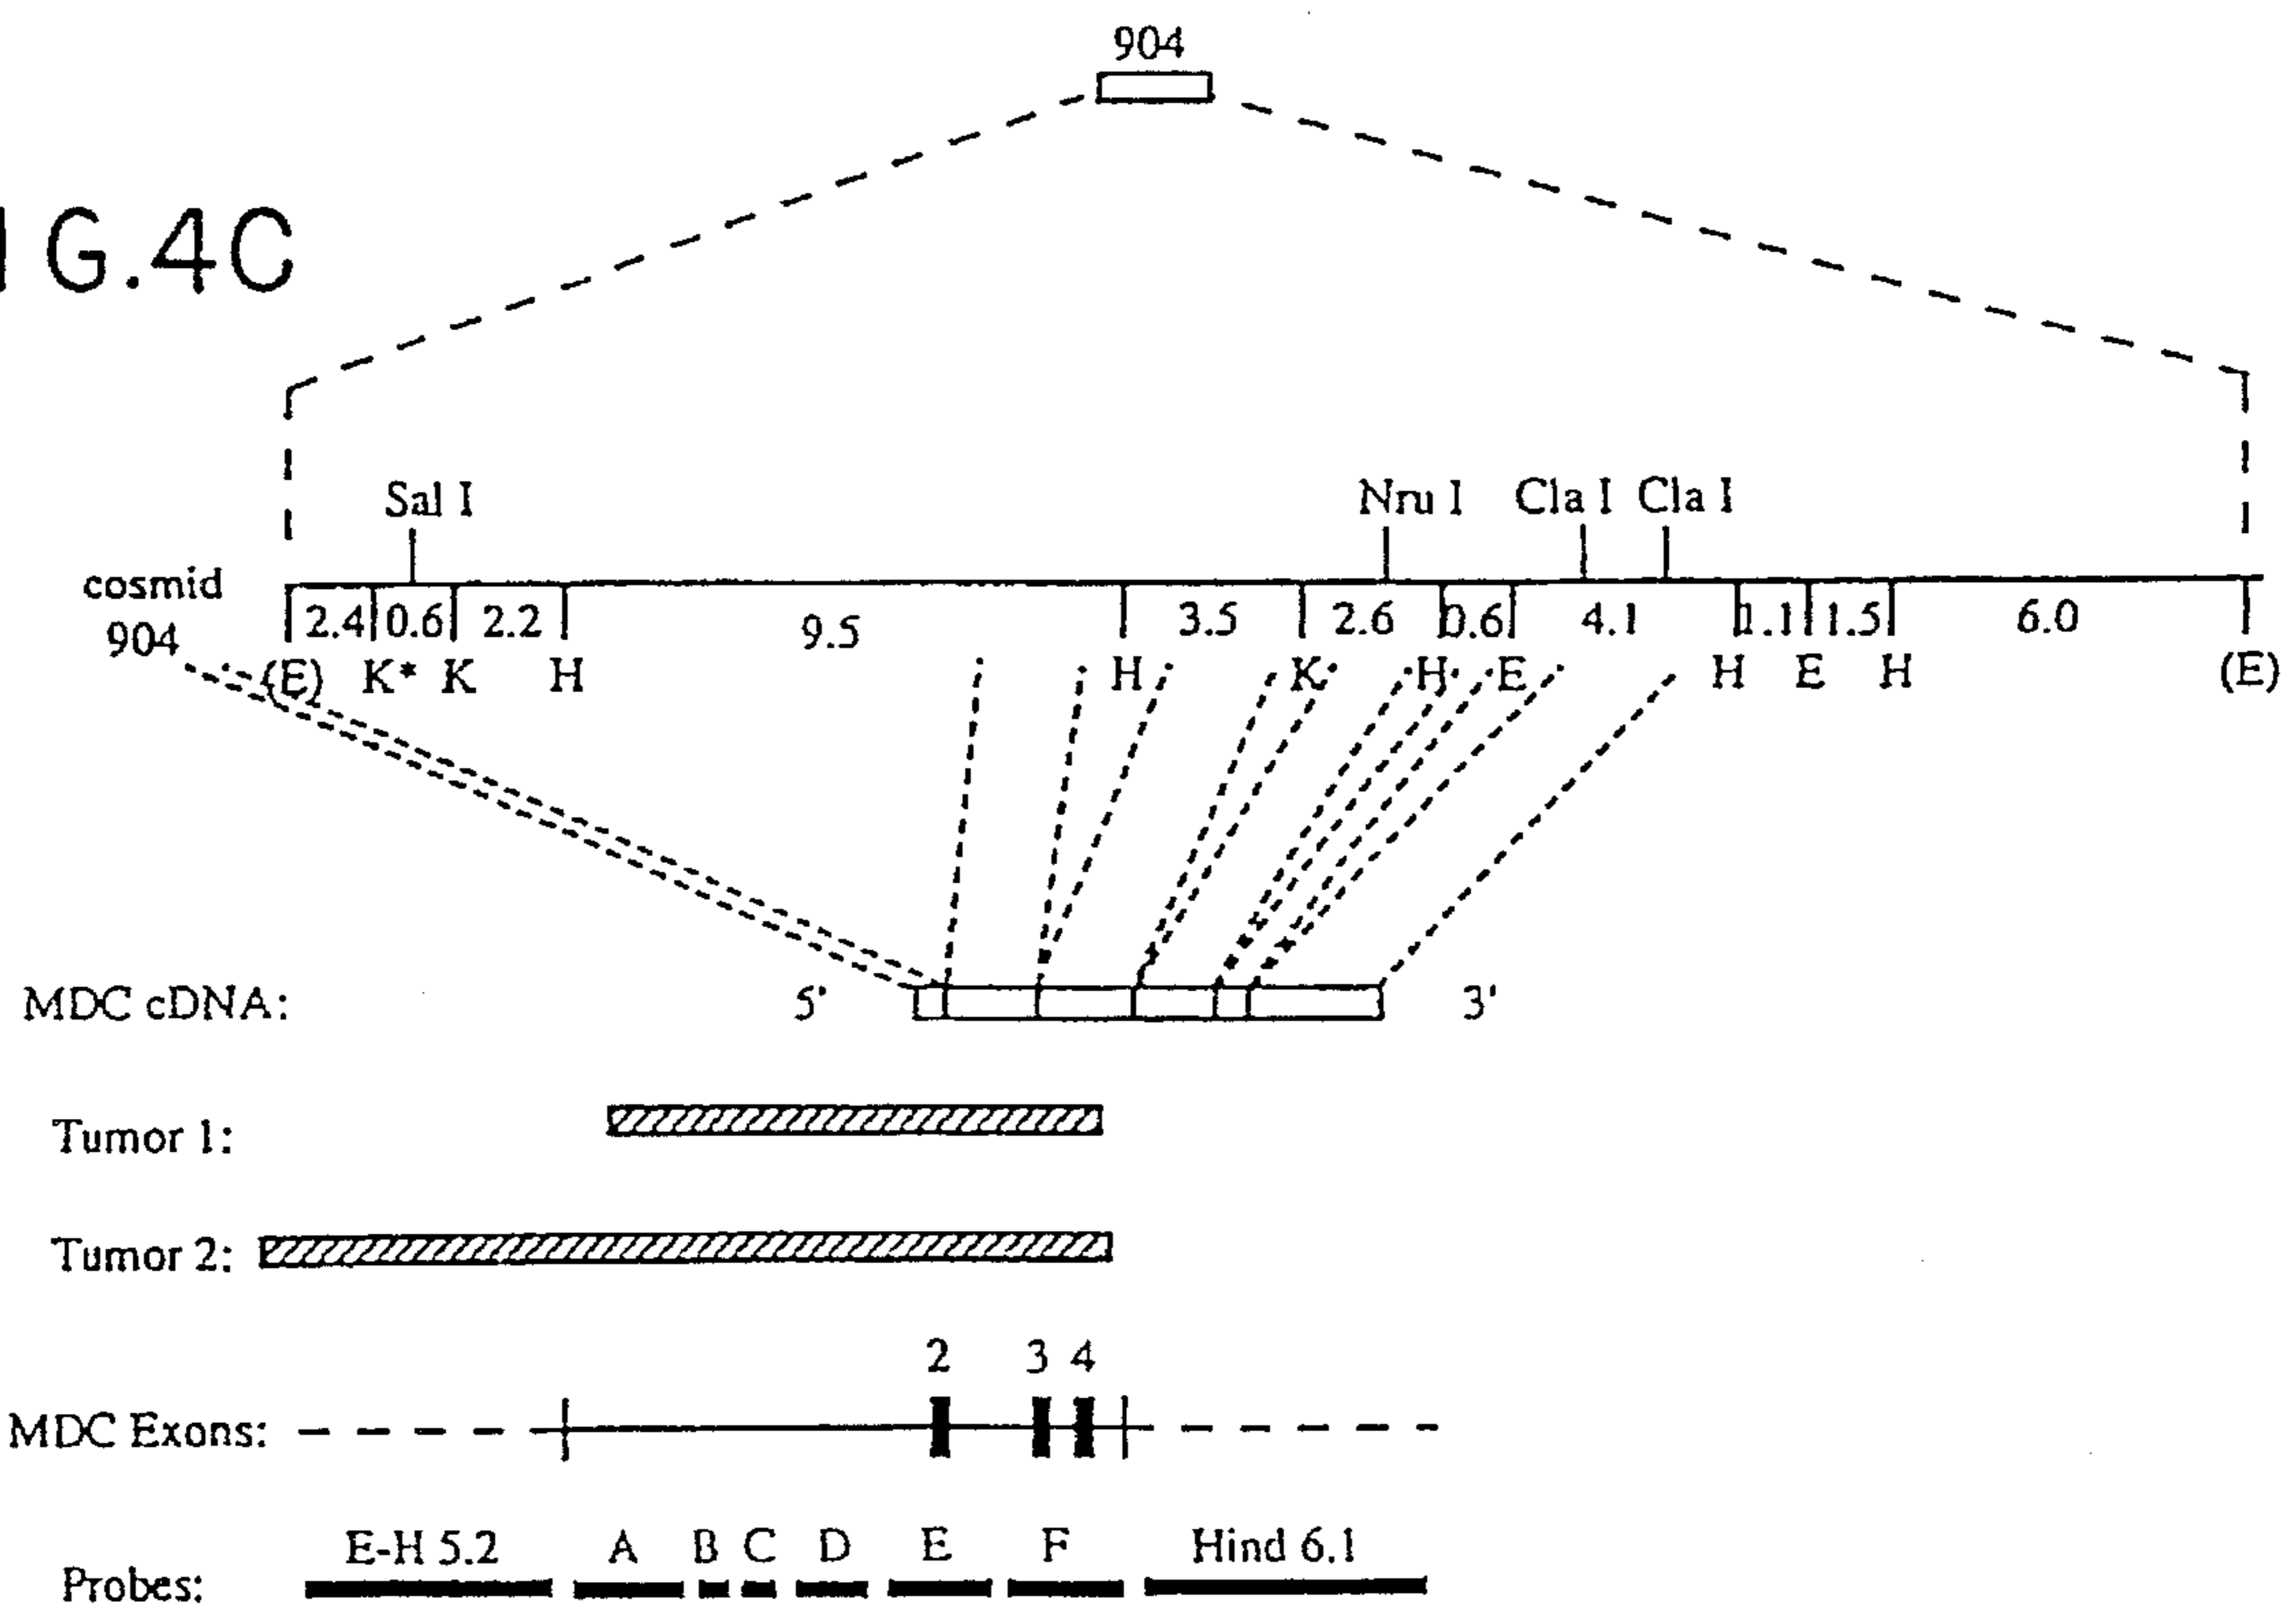 904
I G.4C
Sal I Nru I Cla I Cla I
cosmid
904
2.4 0.6 2.2 9.5 3.5 2.6 0.6 4.1 1.1 1.5 6.0
(E) K* K H H K H E H E H (E)
MDC cDNA: 5' 3'
Tumor 1:
Tumor 2:
2 3 4
MDC Exons:
E-H 5.2 A B C D E F Hind 6.1
Probes: